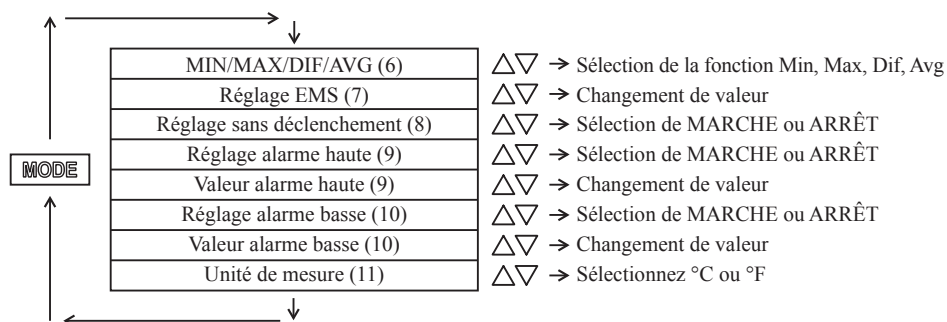 MIN/MAX/DIF/AVG (6) △▽ → Sélection de la fonction Min, Max, Dif, Avg
Réglage EMS (7) △▽ → Changement de valeur
Réglage sans déclenchement (8) △▽ → Sélection de MARCHE ou ARRÊT
Réglage alarme haute (9) △▽ → Sélection de MARCHE ou ARRÊT
MODE
Valeur alarme haute (9) △▽ → Changement de valeur
Réglage alarme basse (10) △▽ → Sélection de MARCHE ou ARRÊT
Valeur alarme basse (10) △▽ → Changement de valeur
Unité de mesure (11) △▽ → Sélectionnez °C ou °F